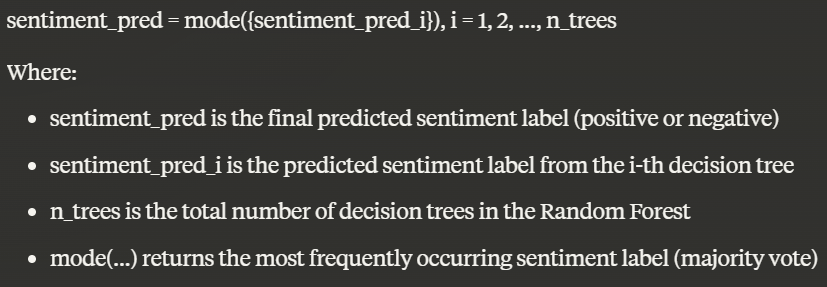 sentiment_pred = mode({sentiment_pred_i}), i = 1, 2, ..., n_trees
Where:
• sentiment_pred is the final predicted sentiment label (positive or negative)
• sentiment_pred_i is the predicted sentiment label from the i-th decision tree
• n_trees is the total number of decision trees in the Random Forest
• mode(...) returns the most frequently occurring sentiment label (majority vote)